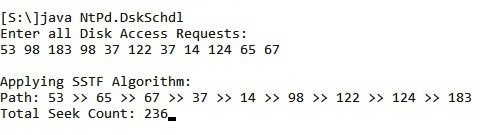 [S:\]java NtPd.DskSchdl
Enter all Disk Access Requests:
53 98 183 98 37 122 37 14 124 65 67
Applying SSTF Algorithm:
Path: 53 >> 65 >> 67 >> 37 >> 14 >> 98 >> 122 >> 124 >> 183
Total Seek Count: 236